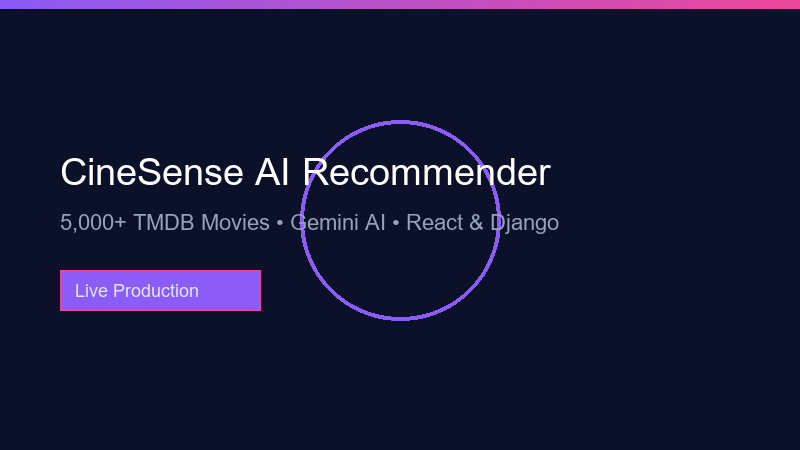 CineSense AI Recommender
5,000+ TMDB Movies • Gemini AI • React & Django
Live Production